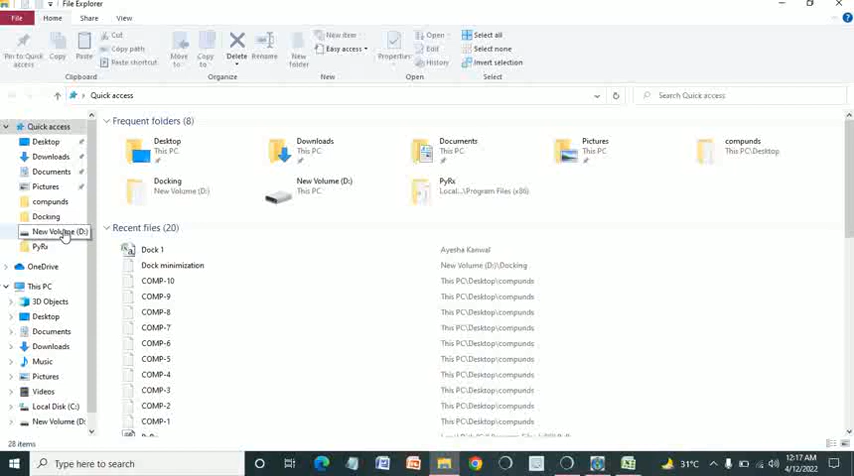 File Explorer
File Home Share View
Pin to Quick access
Copy
Paste
Cut
Copy path
Paste shortcut
Move to
Copy to
Delete
Rename
New folder
New item
Easy access
Properties
Open
Edit
History
Select all
Select none
Invert selection
Clipboard Organize New Open Select
Quick access
Search Quick access
Quick access
Desktop
Downloads
Documents
Pictures
compunds
Docking
New Volume (D:)
PyRx
OneDrive
This PC
3D Objects
Desktop
Documents
Downloads
Music
Pictures
Videos
Local Disk (C:)
New Volume (D:
Frequent folders (8)
Desktop
This PC
Downloads
This PC
Documents
This PC
Pictures
This PC
compunds
This PC\Desktop
Docking
New Volume (D:)
New Volume (D:)
This PC
PyRx
Local...\Program Files (x86)
Recent files (20)
Dock 1 Ayesha Kanwal
Dock minimization New Volume (D:)\Docking
COMP-10 This PC\Desktop\compunds
COMP-9 This PC\Desktop\compunds
COMP-8 This PC\Desktop\compunds
COMP-7 This PC\Desktop\compunds
COMP-6 This PC\Desktop\compunds
COMP-5 This PC\Desktop\compunds
COMP-4 This PC\Desktop\compunds
COMP-3 This PC\Desktop\compunds
COMP-2 This PC\Desktop\compunds
COMP-1 This PC\Desktop\compunds
28 items
Type here to search
31°C
12:17 AM
4/12/2022